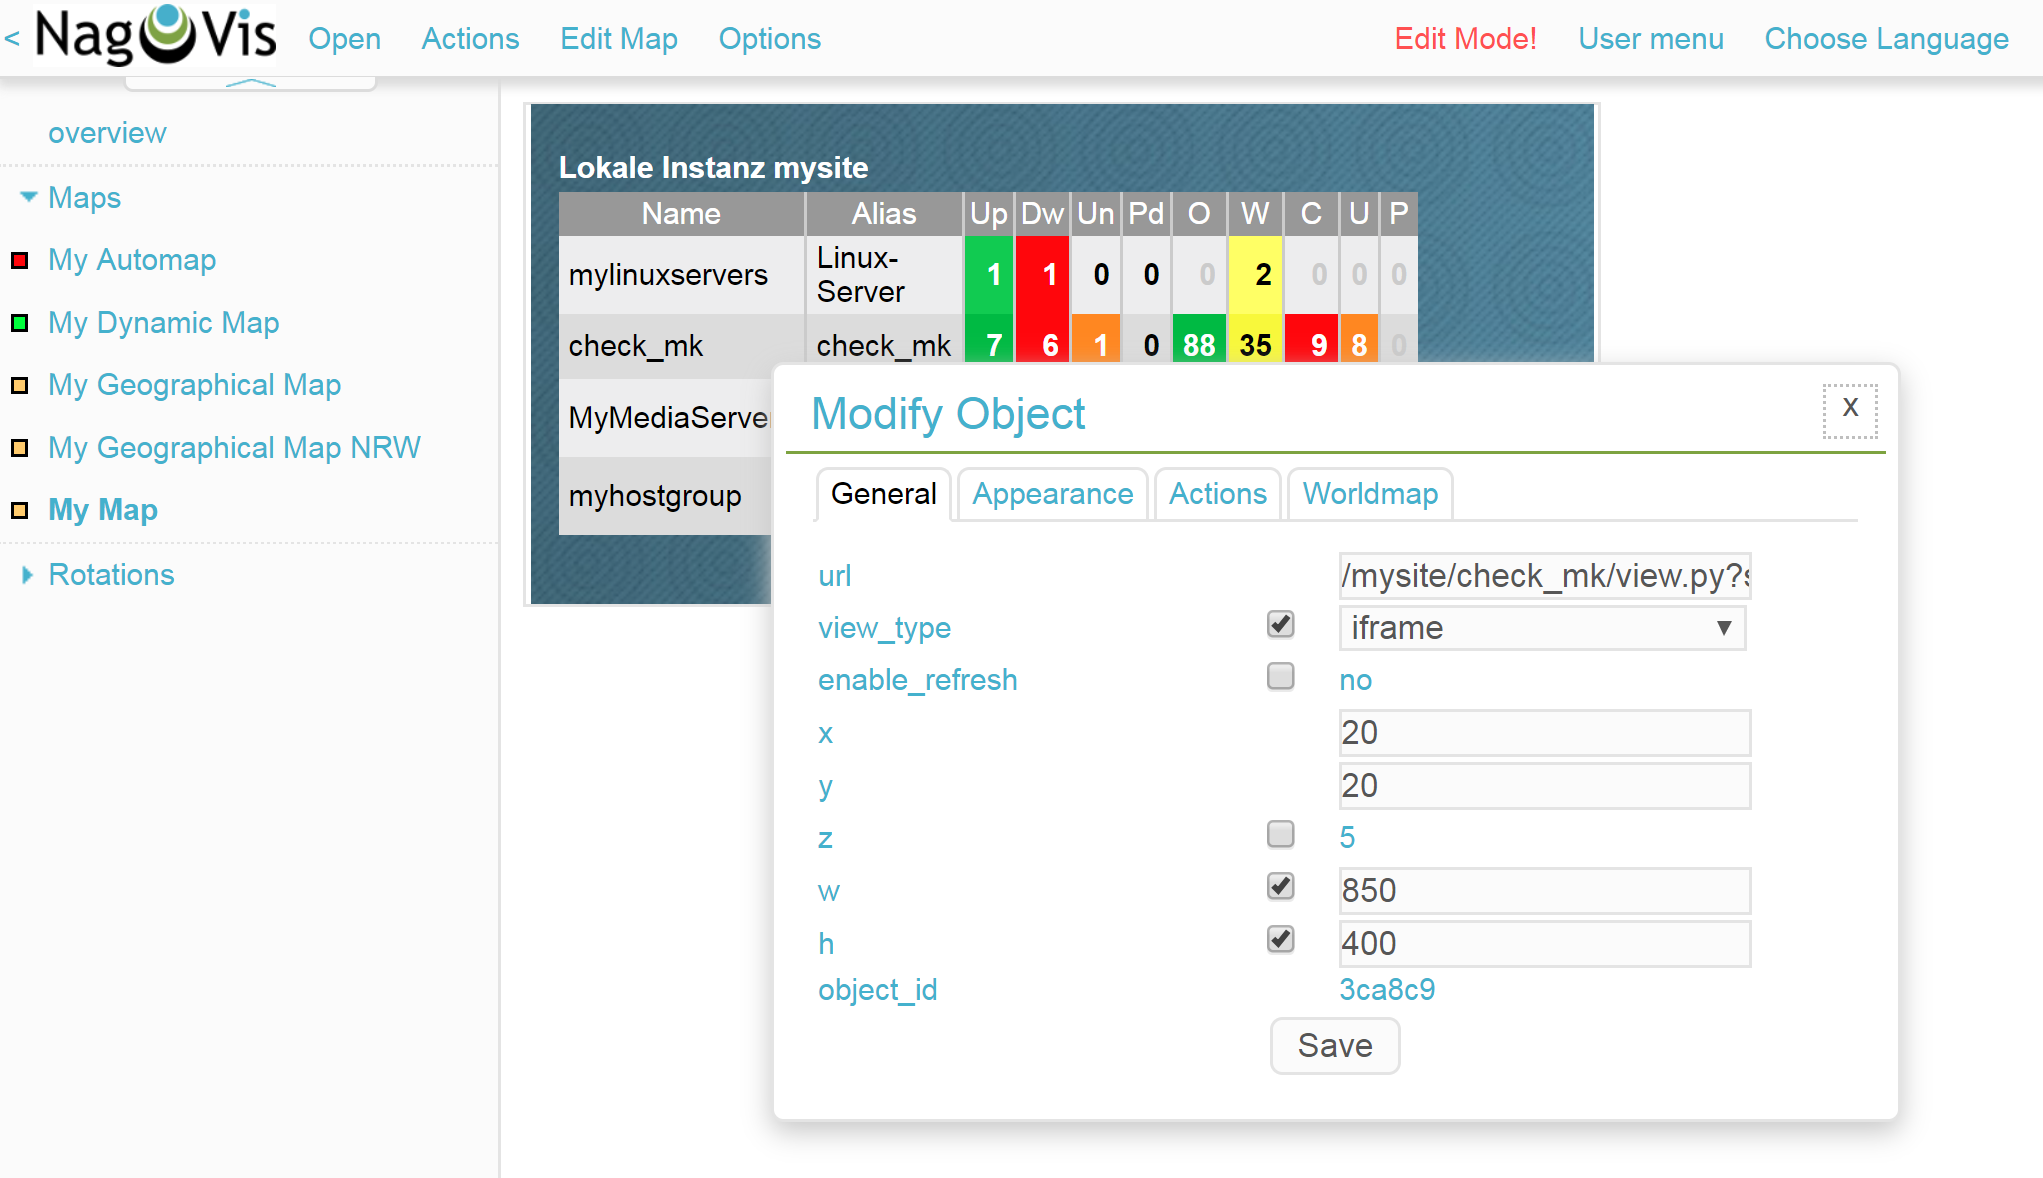 < NagVis Open Actions Edit Map Options Edit Mode! User menu Choose Language
overview
Maps
My Automap
My Dynamic Map
My Geographical Map
My Geographical Map NRW
My Map
Rotations
Lokale Instanz mysite
Name Alias Up Dw Un Pd O W C U P
mylinuxservers Linux-Server 1 1 0 0 0 2 0 0 0
check_mk check_mk 7 6 1 0 88 35 9 8 0
MyMediaServer
myhostgroup
Modify Object x
General Appearance Actions Worldmap
url /mysite/check_mk/view.py?s
view_type iframe
enable_refresh no
x 20
y 20
z 5
w 850
h 400
object_id 3ca8c9
Save